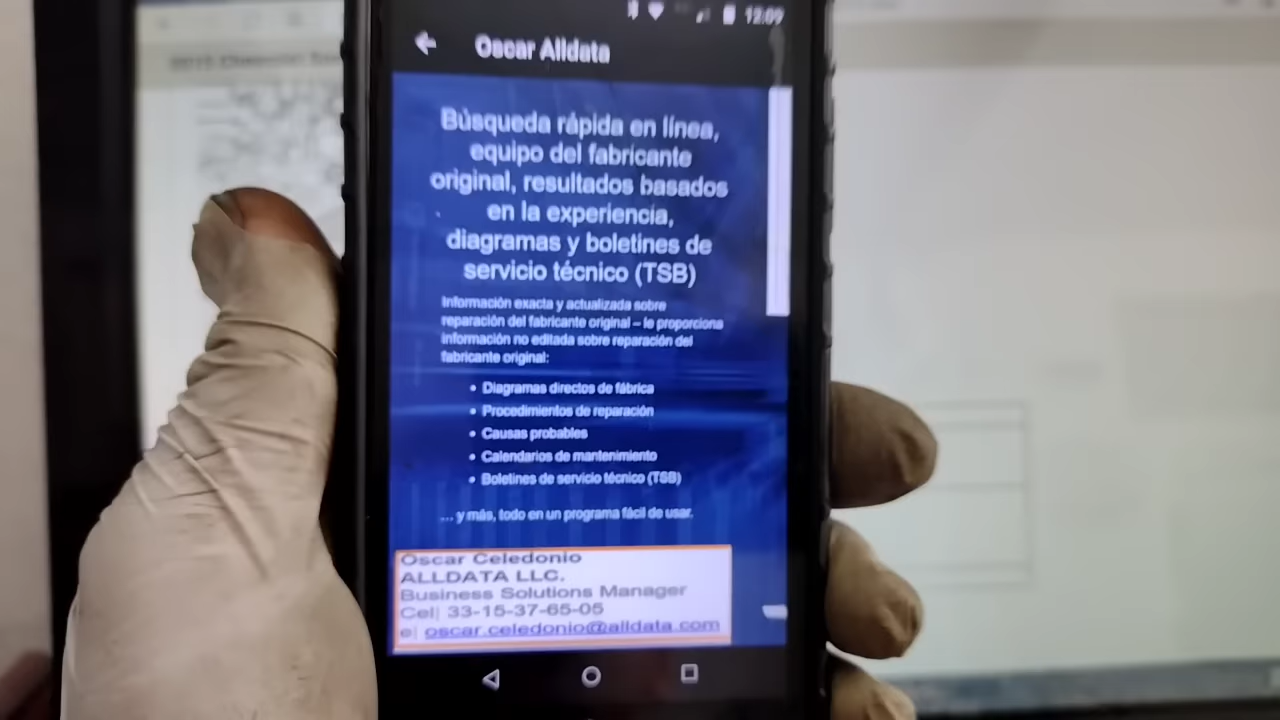 12:09
Oscar Alldata
Búsqueda rápida en línea,
equipo del fabricante
original, resultados basados
en la experiencia,
diagramas y boletines de
servicio técnico (TSB)
Información exacta y actualizada sobre
reparación del fabricante original – le proporciona
información no editada sobre reparación del
fabricante original:
• Diagramas directos de fábrica
• Procedimientos de reparación
• Causas probables
• Calendarios de mantenimiento
• Boletines de servicio técnico (TSB)
... y más, todo en un programa fácil de usar.
Oscar Celedonio
ALLDATA LLC.
Business Solutions Manager
Cel| 33-15-37-65-05
e| oscar.celedonio@alldata.com